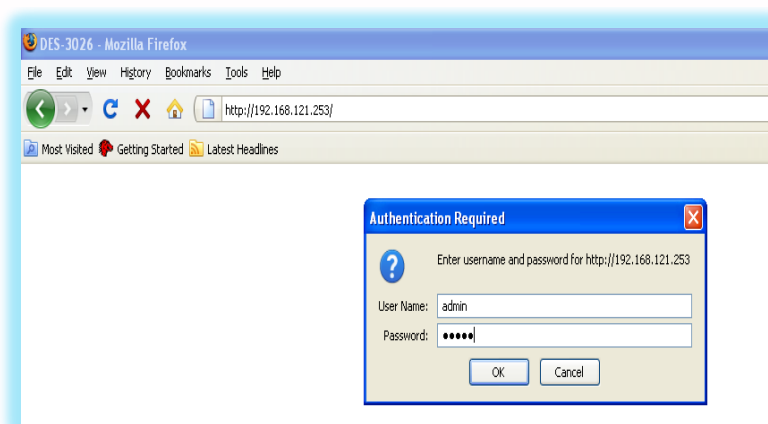 DES-3026 - Mozilla Firefox
File Edit View History Bookmarks Tools Help
http://192.168.121.253/
Most Visited Getting Started Latest Headlines
Authentication Required
Enter username and password for http://192.168.121.253
User Name: admin
Password: •••••
OK Cancel